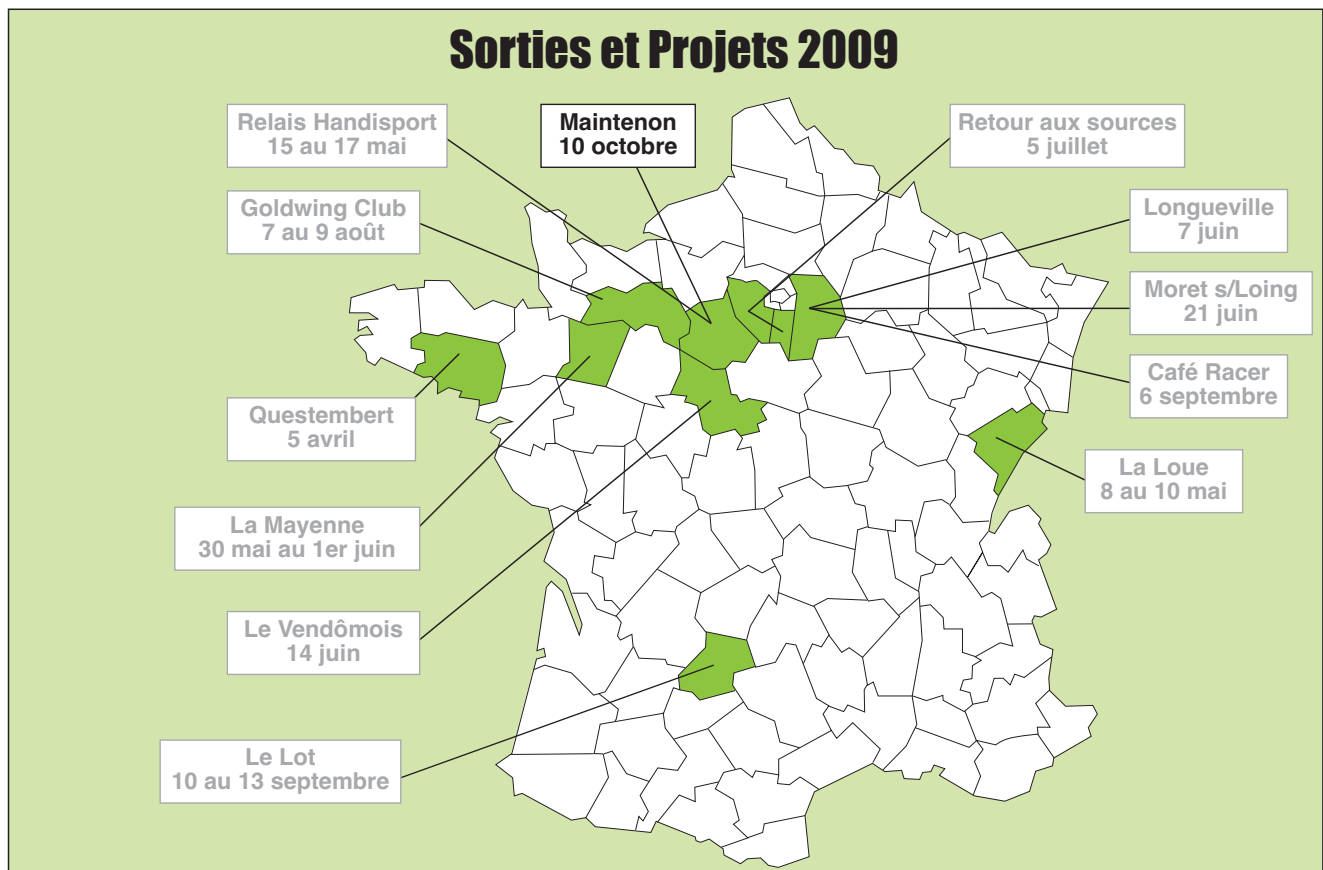 Sorties et Projets 2009
Relais Handisport
15 au 17 mai
Maintenon
10 octobre
Retour aux sources
5 juillet
Goldwing Club
7 au 9 août
Longueville
7 juin
Moret s/Loing
21 juin
Café Racer
6 septembre
Questembert
5 avril
La Loue
8 au 10 mai
La Mayenne
30 mai au 1er juin
Le Vendômois
14 juin
Le Lot
10 au 13 septembre